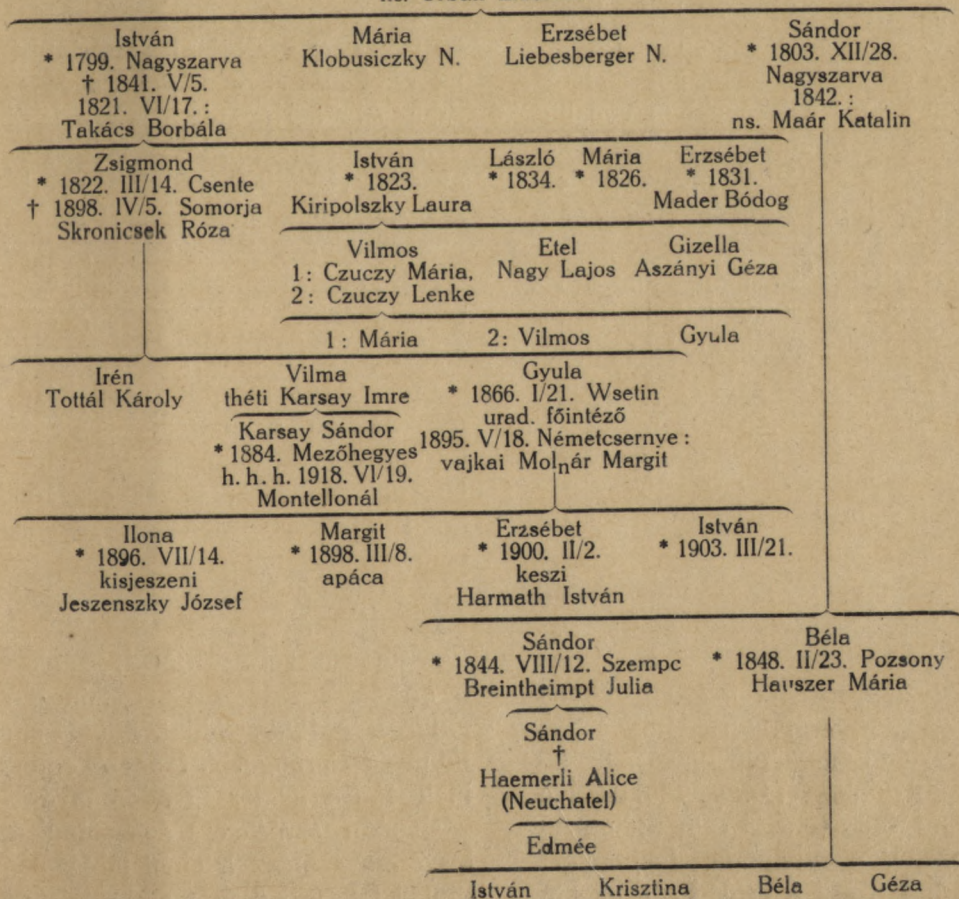 István Mária Erzsébet Sándor
* 1799. Nagyszarva Klobusiczky N. Liebesberger N. * 1803. XII/28.
† 1841. V/5. Nagyszarva
1821. VI/17. : 1842. :
Takács Borbála ns. Maár Katalin
Zsigmond István László Mária Erzsébet
* 1822. III/14. Csente * 1823. * 1834. * 1826. * 1831.
† 1898. IV/5. Somorja Kiripolszky Laura Mader Bódog
Skronicsek Róza
Vilmos Etel Gizella
1 : Czuczy Mária, Nagy Lajos Aszányi Géza
2 : Czuczy Lenke
1 : Mária 2: Vilmos Gyula
Irén Vilma Gyula
Tottál Károly théti Karsay Imre * 1866. I/21. Wsetin
urad. főintéző
Karsay Sándor 1895. V/18. Németcsernye :
* 1884. Mezőhegyes vajkai Molnár Margit
h. h. h. 1918. VI/19.
Montellonál
Ilona Margit Erzsébet István
* 1896. VII/14. * 1898. III/8. * 1900. II/2. * 1903. III/21.
kisjeszeni apáca keszi
Jeszenszky József Harmath István
Sándor Béla
* 1844. VIII/12. Szempc * 1848. II/23. Pozsony
Breintheimpt Julia Hauszer Mária
Sándor
†
Haemerli Alice
(Neuchatel)
Edmée
István Krisztina Béla Géza